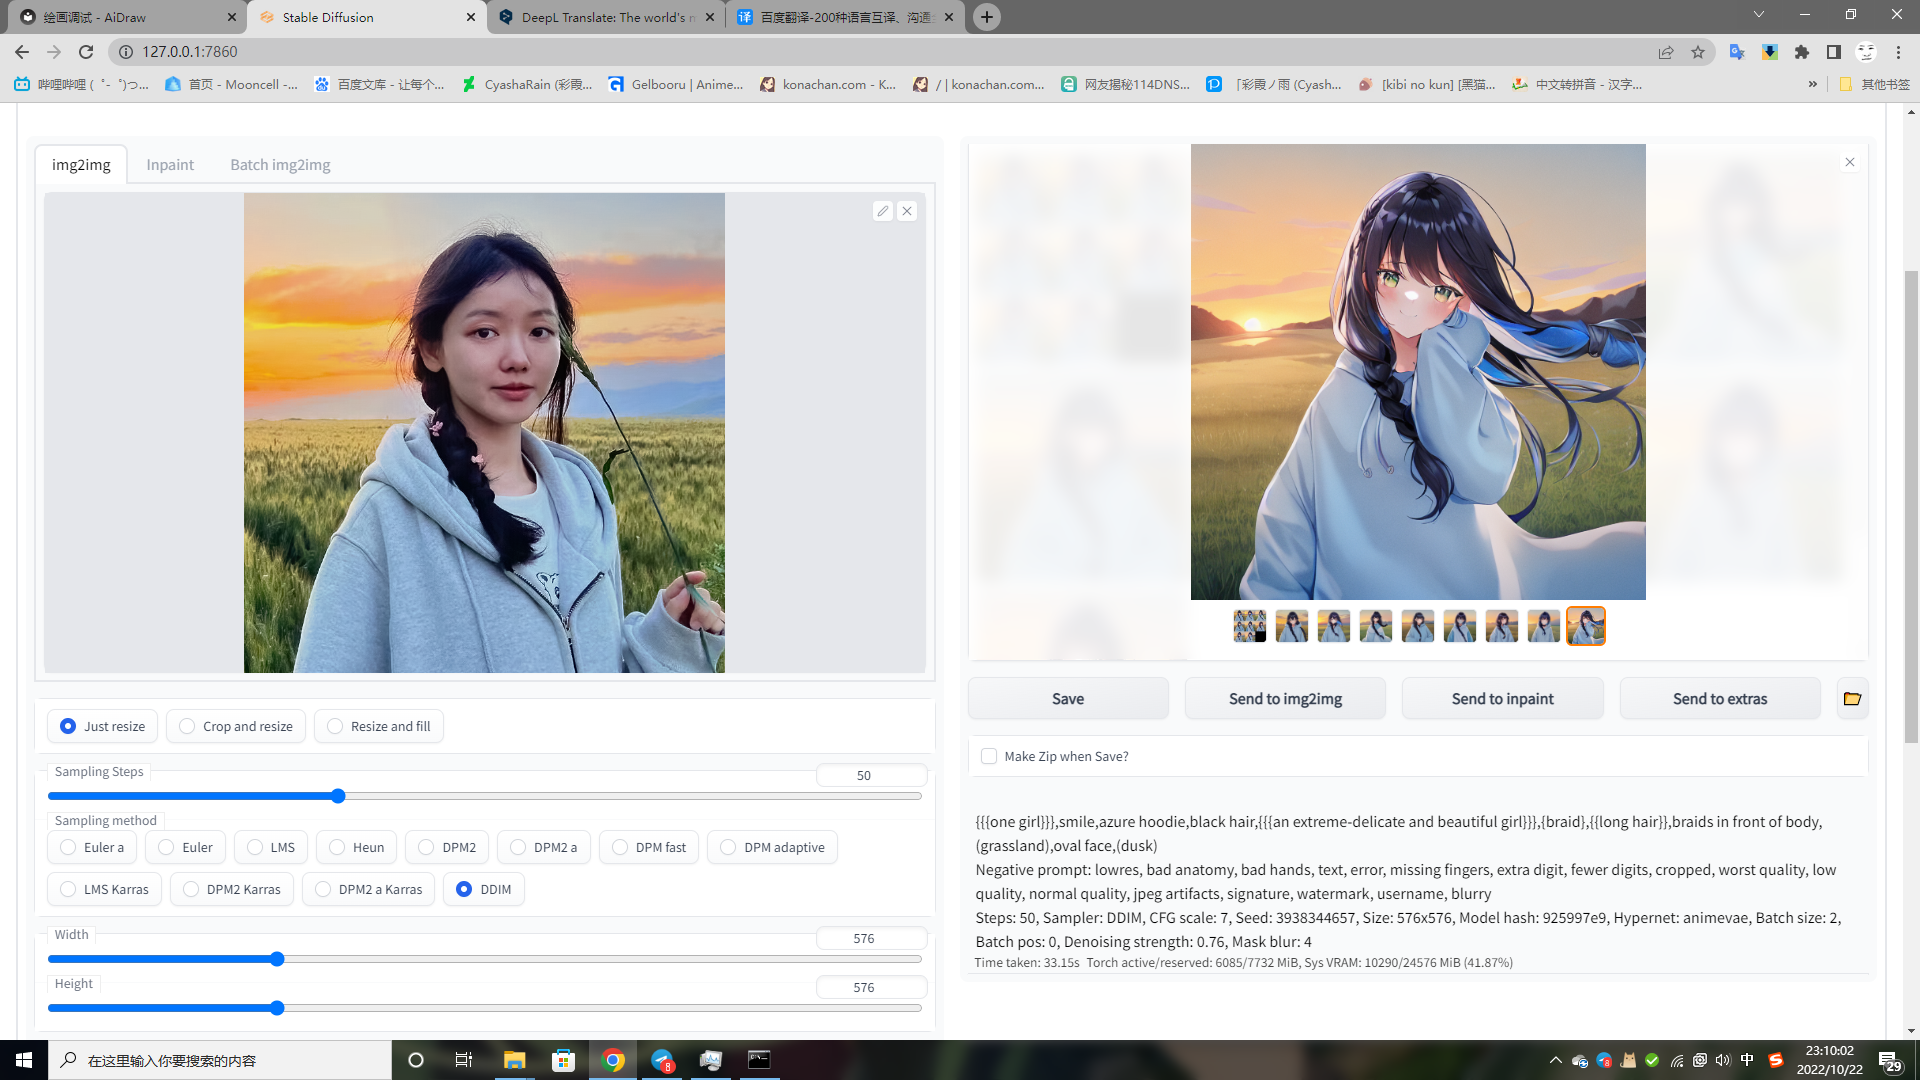 绘画调试 - AiDraw
Stable Diffusion
DeepL Translate: The world's
百度翻译-200种语言互译、沟通
127.0.0.1:7860
哔哩哔哩 ( ゜- ゜)つ...
首页 - Mooncell -...
百度文库 - 让每个...
CyashaRain (彩霞...
Gelbooru | Anime...
konachan.com - K...
/ | konachan.com...
网友揭秘114DNS...
「彩霞ノ雨 (Cyash...
[kibi no kun] [黑猫...
中文转拼音 - 汉字...
»
其他书签
img2img
Inpaint
Batch img2img
Just resize
Crop and resize
Resize and fill
Sampling Steps
50
Sampling method
Euler a
Euler
LMS
Heun
DPM2
DPM2 a
DPM fast
DPM adaptive
LMS Karras
DPM2 Karras
DPM2 a Karras
DDIM
Width
576
Height
576
Save
Send to img2img
Send to inpaint
Send to extras
Make Zip when Save?
{{{one girl}}},smile,azure hoodie,black hair,{{{an extreme-delicate and beautiful girl}}},{braid},{{long hair}},braids in front of body,
(grassland),oval face,(dusk)
Negative prompt: lowres, bad anatomy, bad hands, text, error, missing fingers, extra digit, fewer digits, cropped, worst quality, low
quality, normal quality, jpeg artifacts, signature, watermark, username, blurry
Steps: 50, Sampler: DDIM, CFG scale: 7, Seed: 3938344657, Size: 576x576, Model hash: 925997e9, Hypernet: animevae, Batch size: 2,
Batch pos: 0, Denoising strength: 0.76, Mask blur: 4
Time taken: 33.15s Torch active/reserved: 6085/7732 MiB, Sys VRAM: 10290/24576 MiB (41.87%)
在这里输入你要搜索的内容
8
8
中
23:10:02
2022/10/22
29